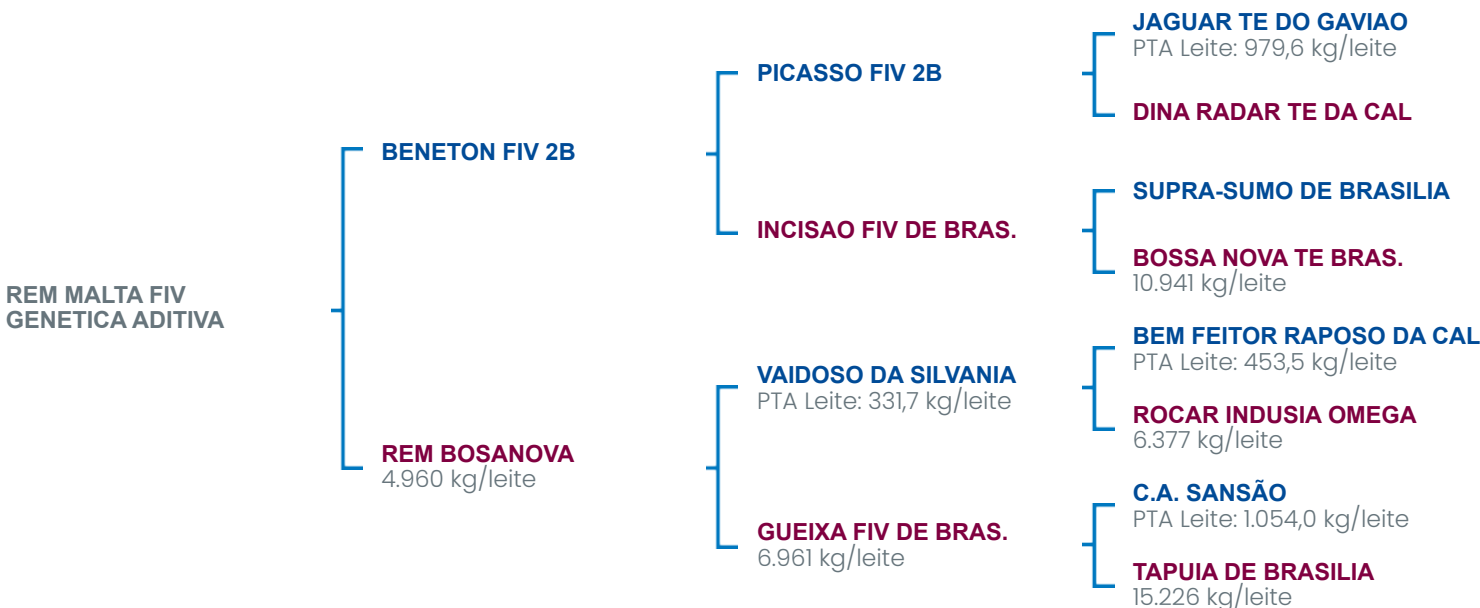 REM MALTA FIV
GENETICA ADITIVA
BENETON FIV 2B
REM BOSANOVA
4.960 kg/leite
PICASSO FIV 2B
INCISAO FIV DE BRAS.
VAIDOSO DA SILVANIA
PTA Leite: 331,7 kg/leite
GUEIXA FIV DE BRAS.
6.961 kg/leite
JAGUAR TE DO GAVIAO
PTA Leite: 979,6 kg/leite
DINA RADAR TE DA CAL
SUPRA-SUMO DE BRASILIA
BOSSA NOVA TE BRAS.
10.941 kg/leite
BEM FEITOR RAPOSO DA CAL
PTA Leite: 453,5 kg/leite
ROCAR INDUSIA OMEGA
6.377 kg/leite
C.A. SANSÃO
PTA Leite: 1.054,0 kg/leite
TAPUIA DE BRASILIA
15.226 kg/leite